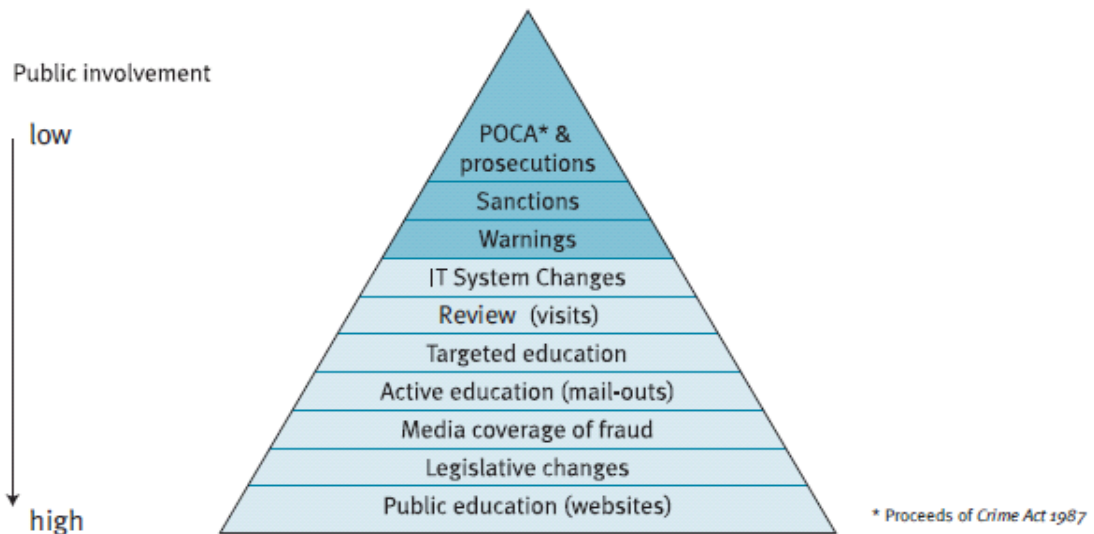 Public involvement
low
POCA* &
prosecutions
Sanctions
Warnings
IT System Changes
Review (visits)
Targeted education
Active education (mail-outs)
Media coverage of fraud
Legislative changes
Public education (websites)
high
* Proceeds of Crime Act 1987